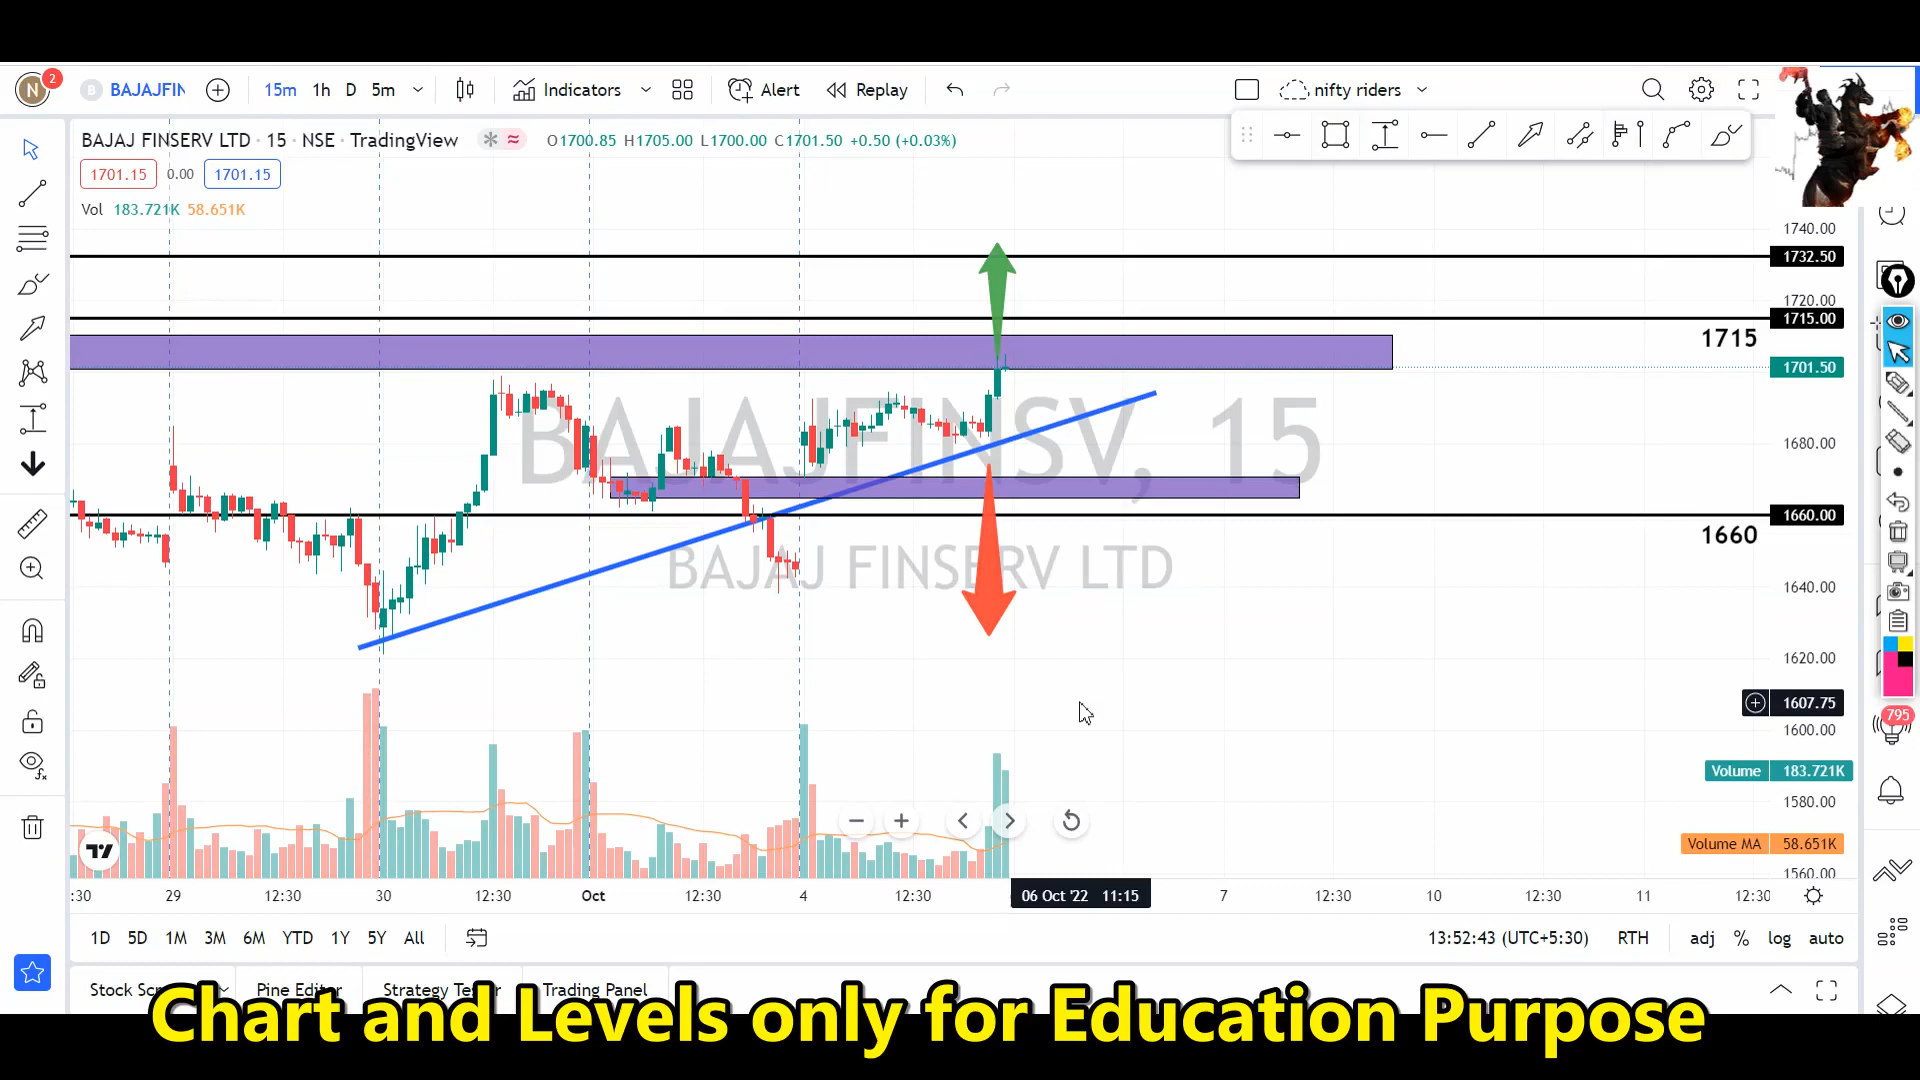 N 2 B BAJAJFIN 15m 1h D 5m Indicators Alert Replay nifty riders
BAJAJ FINSERV LTD · 15 · NSE · TradingView O1700.85 H1705.00 L1700.00 C1701.50 +0.50 (+0.03%)
1701.15 0.00 1701.15
Vol 183.721K 58.651K
1740.00
1732.50
1720.00
1715.00
1715
1701.50
BAJAJFINSV, 15
1680.00
1660.00
1660
BAJAJ FINSERV LTD
1640.00
1620.00
1607.75
795
1600.00
Volume 183.721K
1580.00
Volume MA 58.651K
1560.00
:30 29 12:30 30 12:30 Oct 12:30 4 12:30 06 Oct '22 11:15 7 12:30 10 12:30 11 12:30
1D 5D 1M 3M 6M YTD 1Y 5Y All 13:52:43 (UTC+5:30) RTH adj % log auto
Stock Pine Editor Strategy Tester Trading Panel
Chart and Levels only for Education Purpose